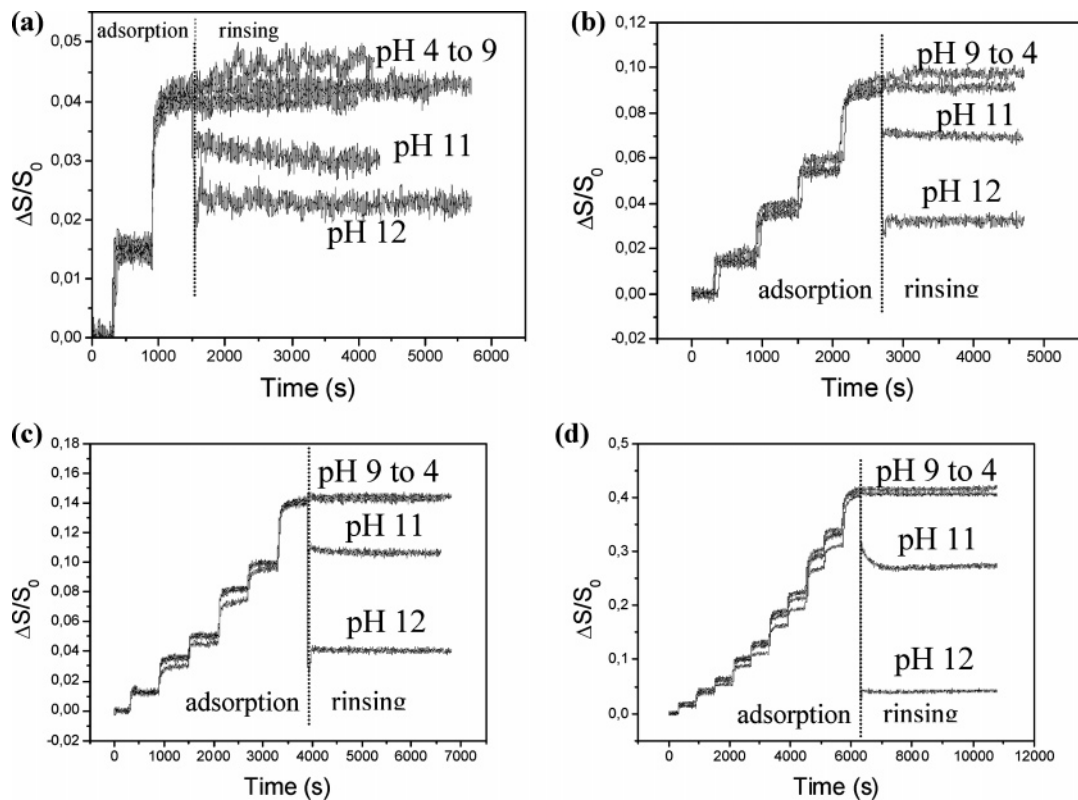 (a)
adsorption rinsing
pH 4 to 9
pH 11
pH 12
ΔS/S0
0,05
0,04
0,03
0,02
0,01
0,00
0 1000 2000 3000 4000 5000 6000
Time (s)
(b)
pH 9 to 4
pH 11
pH 12
adsorption rinsing
ΔS/S0
0,12
0,10
0,08
0,06
0,04
0,02
0,00
-0,02
0 1000 2000 3000 4000 5000
Time (s)
(c)
pH 9 to 4
pH 11
pH 12
adsorption rinsing
ΔS/S0
0,18
0,16
0,14
0,12
0,10
0,08
0,06
0,04
0,02
0,00
-0,02
0 1000 2000 3000 4000 5000 6000 7000
Time (s)
(d)
pH 9 to 4
pH 11
pH 12
adsorption rinsing
ΔS/S0
0,5
0,4
0,3
0,2
0,1
0,0
0 2000 4000 6000 8000 10000 12000
Time (s)